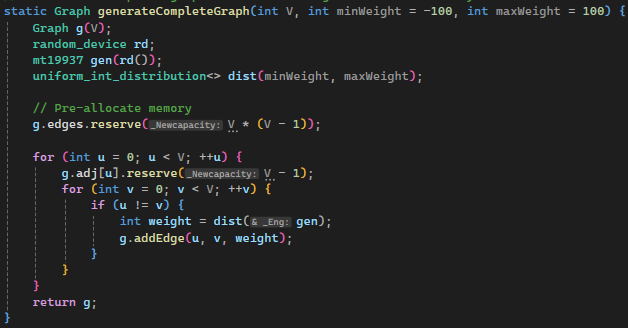 static Graph generateCompleteGraph(int V, int minWeight = -100, int maxWeight = 100) {
    Graph g(V);
    random_device rd;
    mt19937 gen(rd());
    uniform_int_distribution<> dist(minWeight, maxWeight);

    // Pre-allocate memory
    g.edges.reserve(_Newcapacity: V * (V - 1));

    for (int u = 0; u < V; ++u) {
        g.adj[u].reserve(_Newcapacity: V - 1);
        for (int v = 0; v < V; ++v) {
            if (u != v) {
                int weight = dist(& _Eng: gen);
                g.addEdge(u, v, weight);
            }
        }
    }
    return g;
}